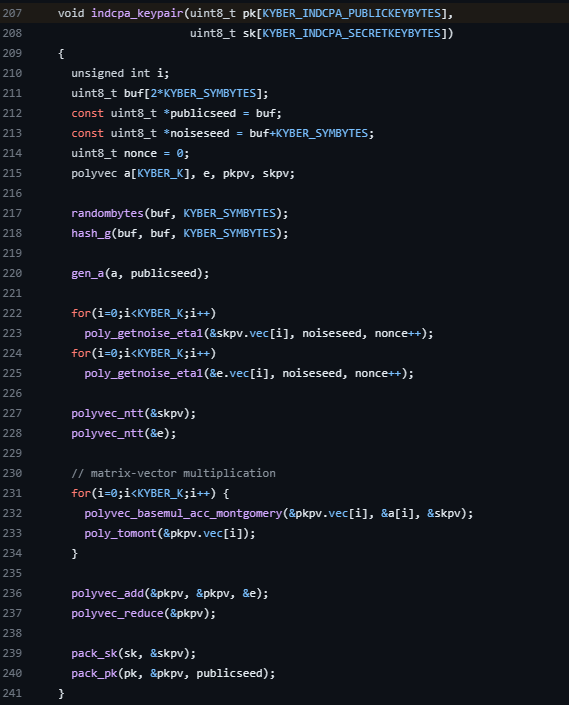 207 void indcpa_keypair(uint8_t pk[KYBER_INDCPA_PUBLICKEYBYTES],
208 uint8_t sk[KYBER_INDCPA_SECRETKEYBYTES])
209 {
210 unsigned int i;
211 uint8_t buf[2*KYBER_SYMBYTES];
212 const uint8_t *publicseed = buf;
213 const uint8_t *noiseseed = buf+KYBER_SYMBYTES;
214 uint8_t nonce = 0;
215 polyvec a[KYBER_K], e, pkpv, skpv;
216
217 randombytes(buf, KYBER_SYMBYTES);
218 hash_g(buf, buf, KYBER_SYMBYTES);
219
220 gen_a(a, publicseed);
221
222 for(i=0;i<KYBER_K;i++)
223 poly_getnoise_eta1(&skpv.vec[i], noiseseed, nonce++);
224 for(i=0;i<KYBER_K;i++)
225 poly_getnoise_eta1(&e.vec[i], noiseseed, nonce++);
226
227 polyvec_ntt(&skpv);
228 polyvec_ntt(&e);
229
230 // matrix-vector multiplication
231 for(i=0;i<KYBER_K;i++) {
232 polyvec_basemul_acc_montgomery(&pkpv.vec[i], &a[i], &skpv);
233 poly_tomont(&pkpv.vec[i]);
234 }
235
236 polyvec_add(&pkpv, &pkpv, &e);
237 polyvec_reduce(&pkpv);
238
239 pack_sk(sk, &skpv);
240 pack_pk(pk, &pkpv, publicseed);
241 }